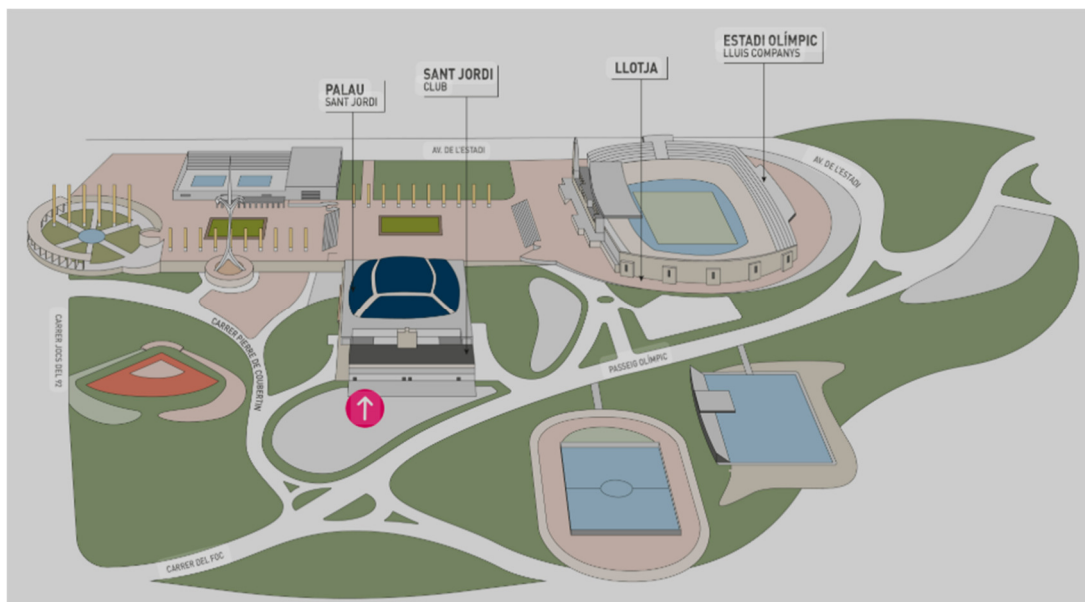 ESTADI OLÍMPIC
LLUIS COMPANYS
LLOTJA
SANT JORDI
CLUB
PALAU
SANT JORDI
AV. DE L'ESTADI
AV. DE L'ESTADI
CARRER JOCS DEL 92
CARRER PIERRE DE COUBERTIN
PASSEIG OLÍMPIC
CARRER DEL FOC